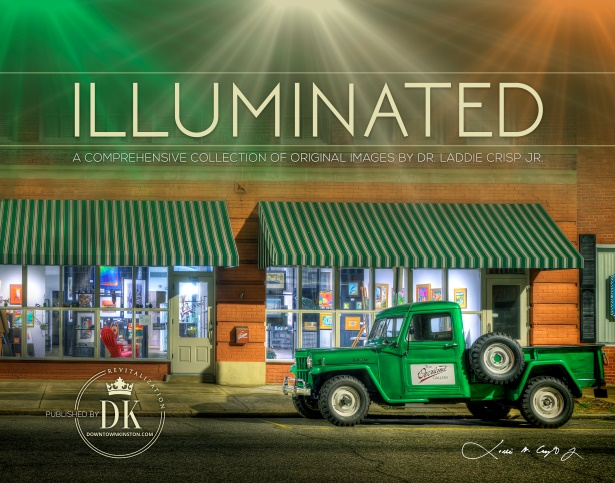 ILLUMINATED
A COMPREHENSIVE COLLECTION OF ORIGINAL IMAGES BY DR. LADDIE CRISP JR.
REVITALIZATION
PUBLISHED BY
DK
DOWNTOWNKINSTON.COM